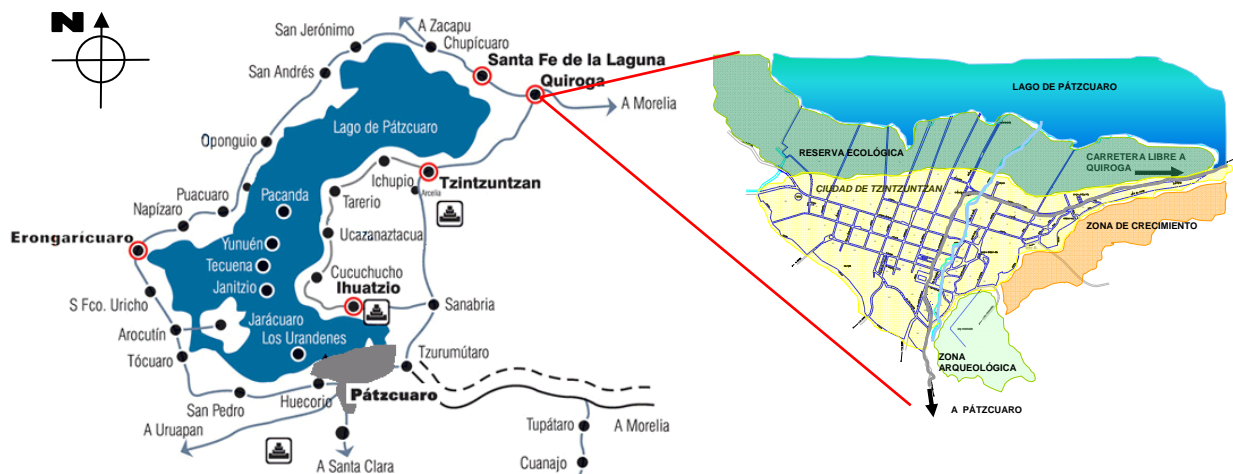 N
A Zacapu
San Jerónimo
Chupícuaro
Santa Fe de la Laguna
San Andrés
Quiroga
A Morelia
Lago de Pátzcuaro
Oponguio
Ichupio
Tzintzuntzan
Arcelia
Puacuaro
Tarerio
Napízaro
Pacanda
Ucazanaztacua
Erongarícuaro
Yunuén
Tecuena
Cucuchucho
Janitzio
Ihuatzio
S Fco. Uricho
Sanabria
Jarácuaro
Arocutín
Los Urandenes
Tócuaro
Tzurumútaro
Huecorio
Pátzcuaro
San Pedro
A Uruapan
Tupátaro
A Morelia
A Santa Clara
Cuanajo
LAGO DE PÁTZCUARO
RESERVA ECOLÓGICA
CARRETERA LIBRE A
QUIROGA
CIUDAD DE TZINTZUNTZAN
ZONA DE CRECIMIENTO
ZONA
ARQUEOLÓGICA
A PÁTZCUARO